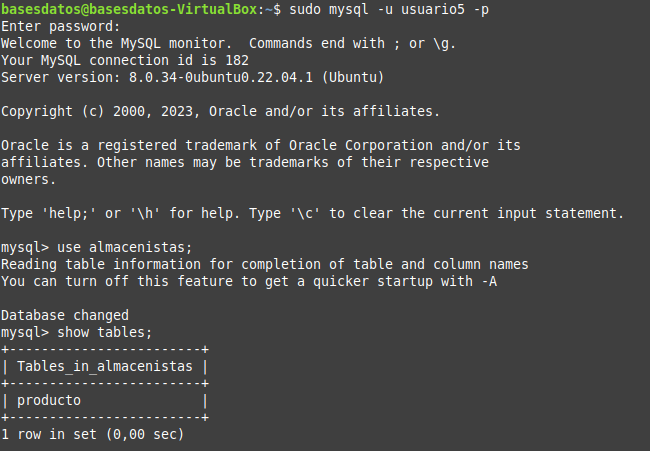 basesdatos@basesdatos-VirtualBox:~$ sudo mysql -u usuario5 -p
Enter password:
Welcome to the MySQL monitor.  Commands end with ; or \g.
Your MySQL connection id is 182
Server version: 8.0.34-0ubuntu0.22.04.1 (Ubuntu)

Copyright (c) 2000, 2023, Oracle and/or its affiliates.

Oracle is a registered trademark of Oracle Corporation and/or its
affiliates. Other names may be trademarks of their respective
owners.

Type 'help;' or '\h' for help. Type '\c' to clear the current input statement.

mysql> use almacenistas;
Reading table information for completion of table and column names
You can turn off this feature to get a quicker startup with -A

Database changed
mysql> show tables;
+------------------------+
| Tables_in_almacenistas |
+------------------------+
| producto               |
+------------------------+
1 row in set (0,00 sec)